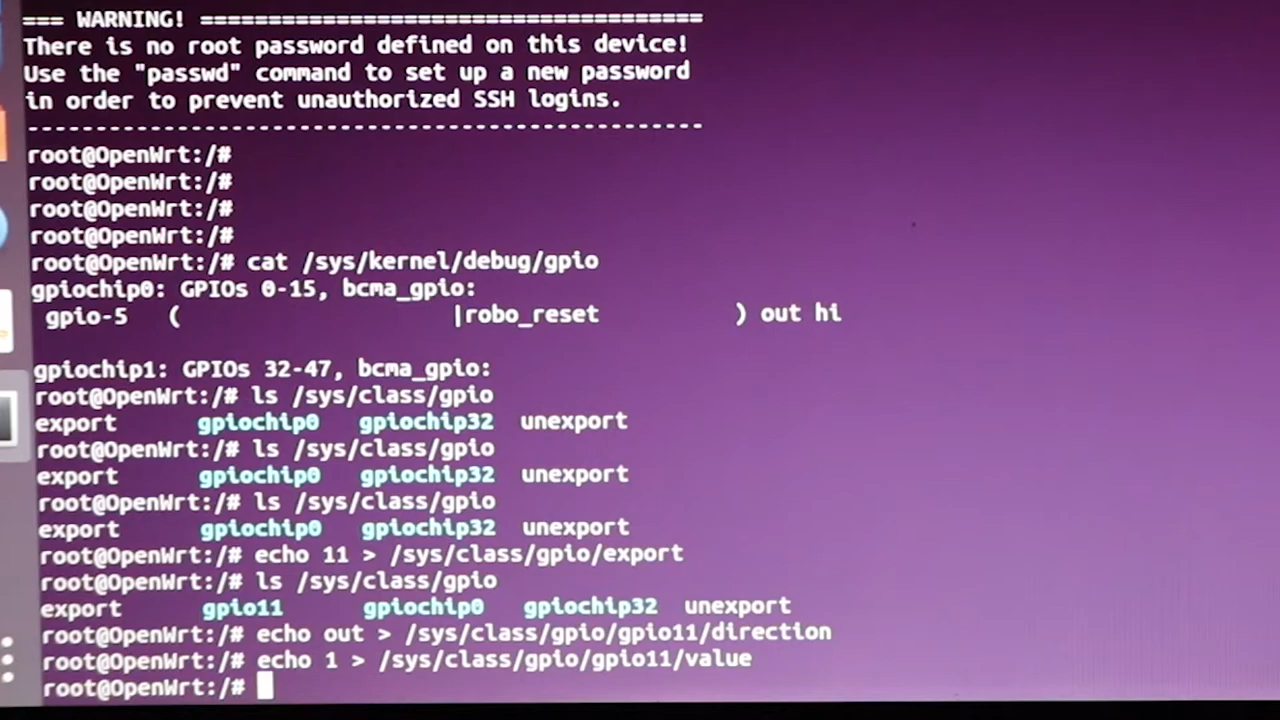 === WARNING! =====================================
There is no root password defined on this device!
Use the "passwd" command to set up a new password
in order to prevent unauthorized SSH logins.
--------------------------------------------------
root@OpenWrt:/#
root@OpenWrt:/#
root@OpenWrt:/#
root@OpenWrt:/#
root@OpenWrt:/# cat /sys/kernel/debug/gpio
gpiochip0: GPIOs 0-15, bcma_gpio:
gpio-5 ( |robo_reset ) out hi
gpiochip1: GPIOs 32-47, bcma_gpio:
root@OpenWrt:/# ls /sys/class/gpio
export gpiochip0 gpiochip32 unexport
root@OpenWrt:/# ls /sys/class/gpio
export gpiochip0 gpiochip32 unexport
root@OpenWrt:/# ls /sys/class/gpio
export gpiochip0 gpiochip32 unexport
root@OpenWrt:/# echo 11 > /sys/class/gpio/export
root@OpenWrt:/# ls /sys/class/gpio
export gpio11 gpiochip0 gpiochip32 unexport
root@OpenWrt:/# echo out > /sys/class/gpio/gpio11/direction
root@OpenWrt:/# echo 1 > /sys/class/gpio/gpio11/value
root@OpenWrt:/#